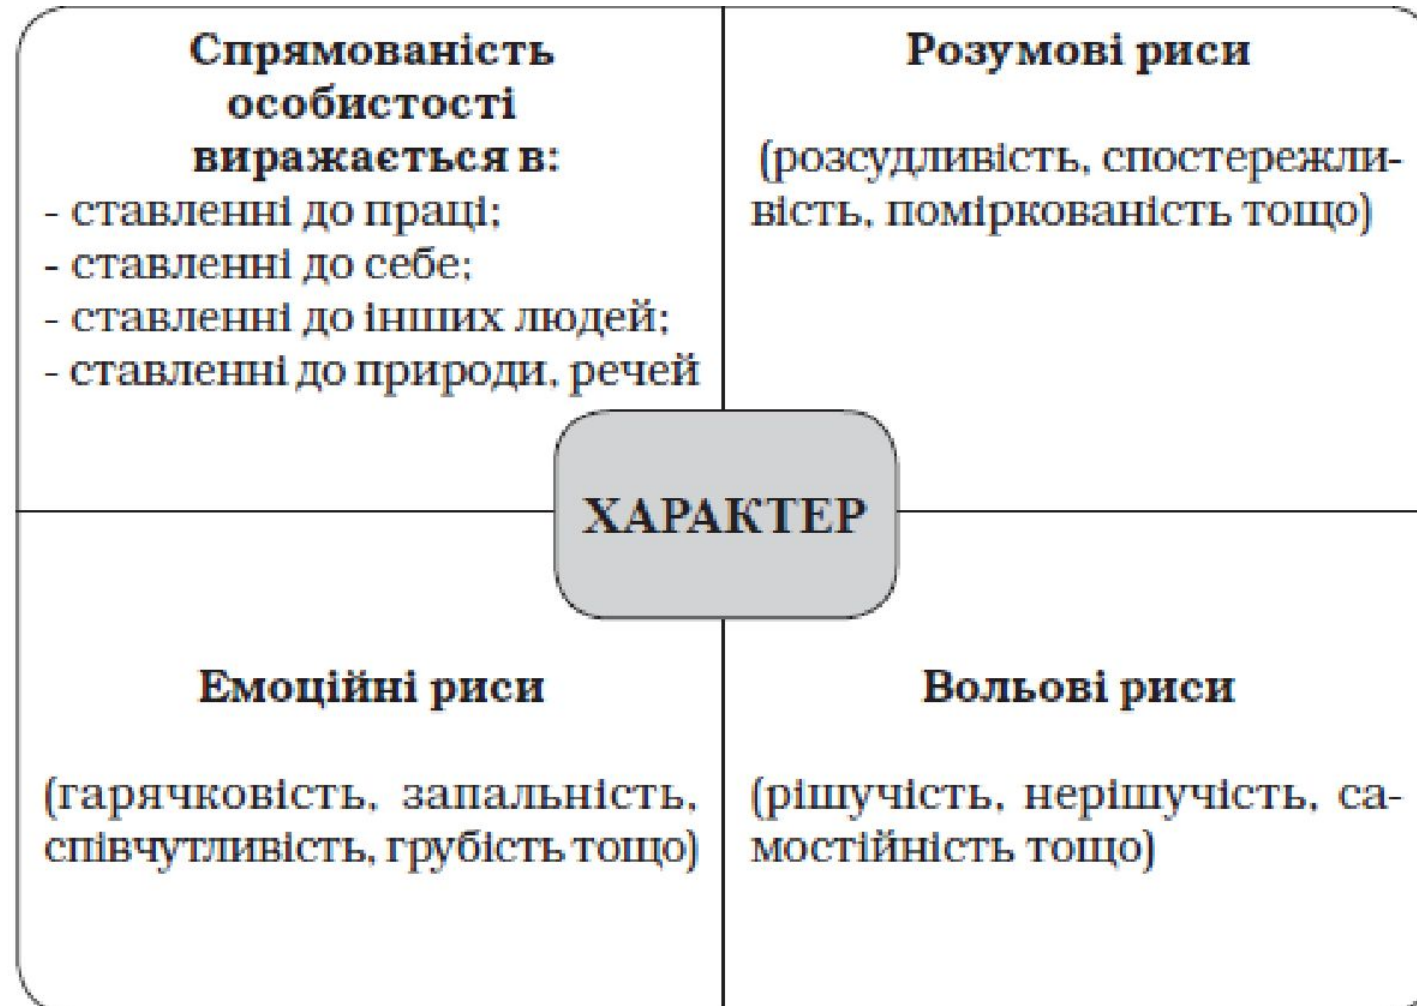 Спрямованість
особистості
виражається в:
- ставленні до праці;
- ставленні до себе;
- ставленні до інших людей;
- ставленні до природи, речей
Розумові риси
(розсудливість, спостережли-
вість, поміркованість тощо)
ХАРАКТЕР
Емоційні риси
(гарячковість, запальність,
співчутливість, грубість тощо)
Вольові риси
(рішучість, нерішучість, са-
мостійність тощо)